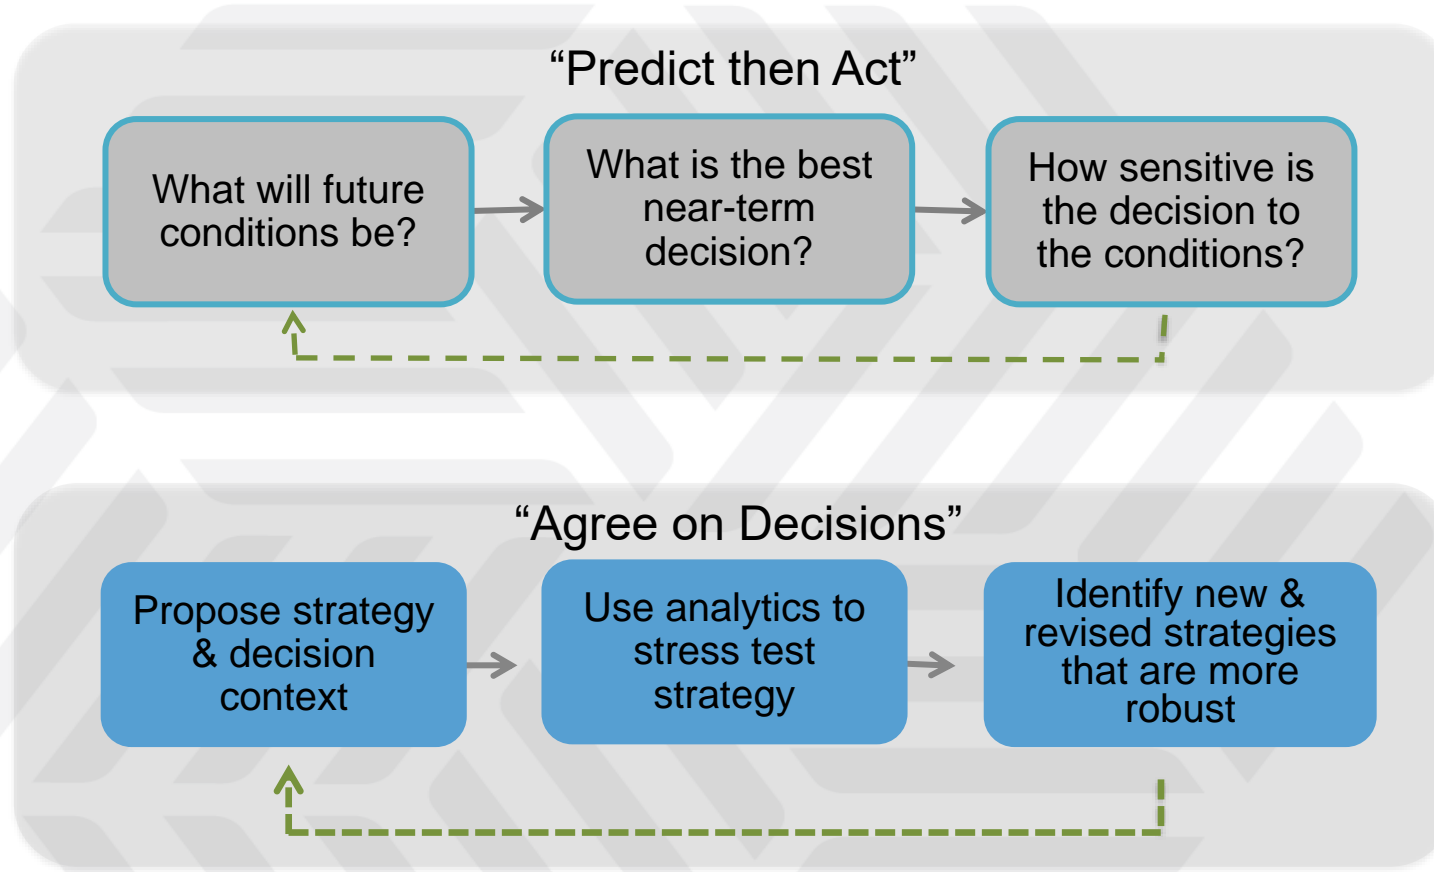 “Predict then Act”
What will future
conditions be?
What is the best
near-term
decision?
How sensitive is
the decision to
the conditions?
“Agree on Decisions”
Propose strategy
& decision
context
Use analytics to
stress test
strategy
Identify new &
revised strategies
that are more
robust